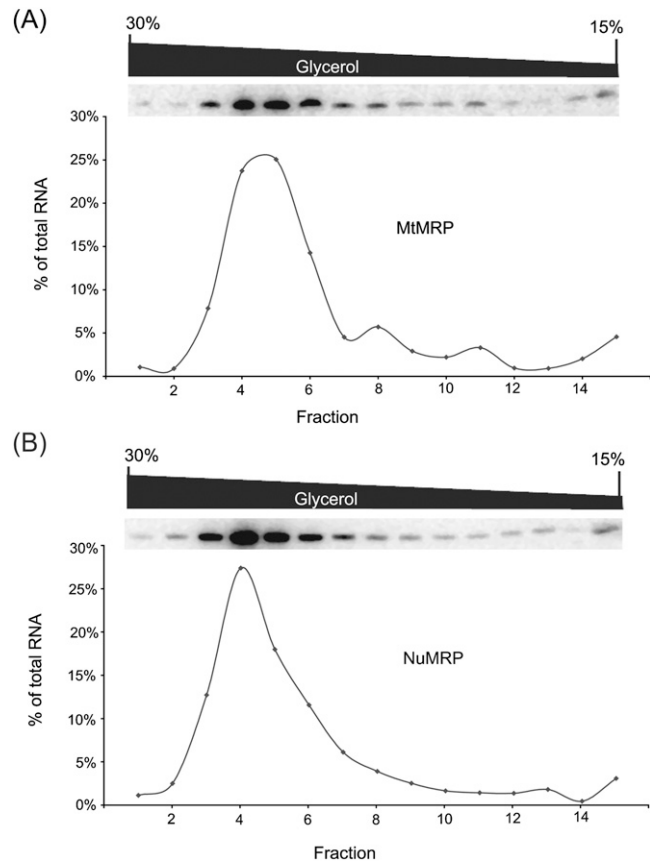 (A)
30% 15%
Glycerol
30%
25%
20%
15%
10%
5%
0%
% of total RNA
MtMRP
2 4 6 8 10 12 14
Fraction
(B)
30% 15%
Glycerol
30%
25%
20%
15%
10%
5%
0%
% of total RNA
NuMRP
2 4 6 8 10 12 14
Fraction